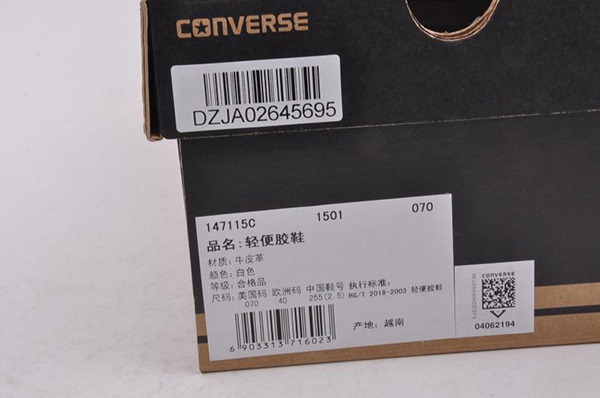 CONVERSE
DZJA02645695
147115C 1501 070
品名: 轻便胶鞋
材质: 牛皮革
颜色: 白色
等级: 合格品
尺码: 美国码 欧洲码 中国鞋号 执行标准:
070 40 255(2.5) HG/T 2018-2003 轻便胶鞋
6 903313 716023
产地: 越南
CONVERSE
04062194